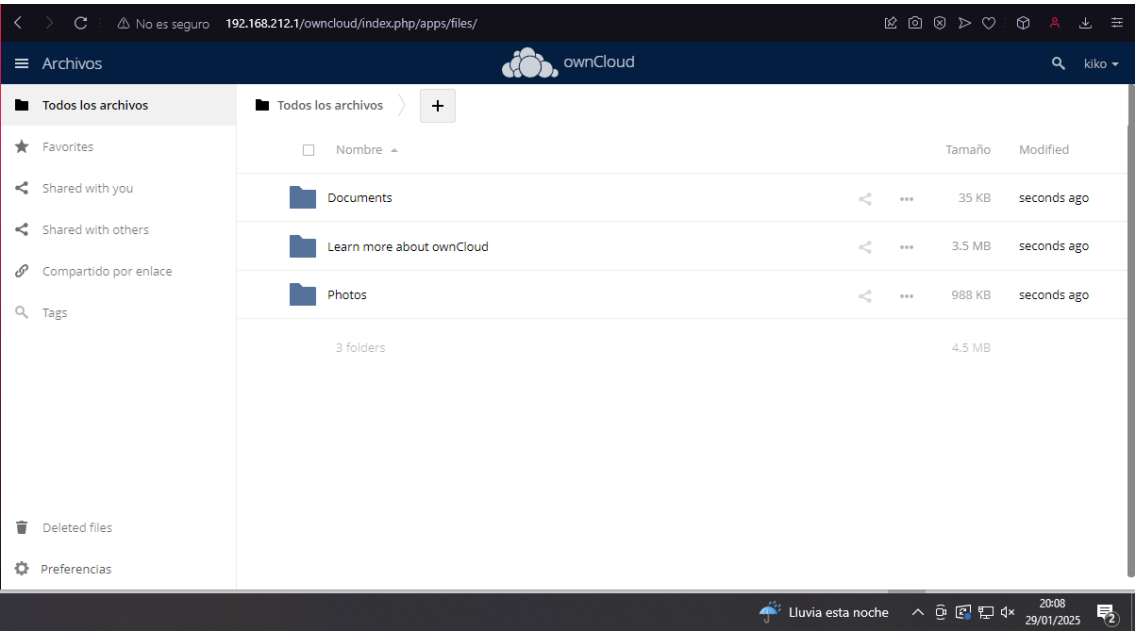 No es seguro 192.168.212.1/owncloud/index.php/apps/files/
Archivos ownCloud kiko
Todos los archivos Todos los archivos +
Nombre Tamaño Modified
Favorites
Shared with you Documents 35 KB seconds ago
Shared with others Learn more about ownCloud 3.5 MB seconds ago
Compartido por enlace
Photos 988 KB seconds ago
Tags
3 folders 4.5 MB
Deleted files
Preferencias
Lluvia esta noche 20:08
29/01/2025 2